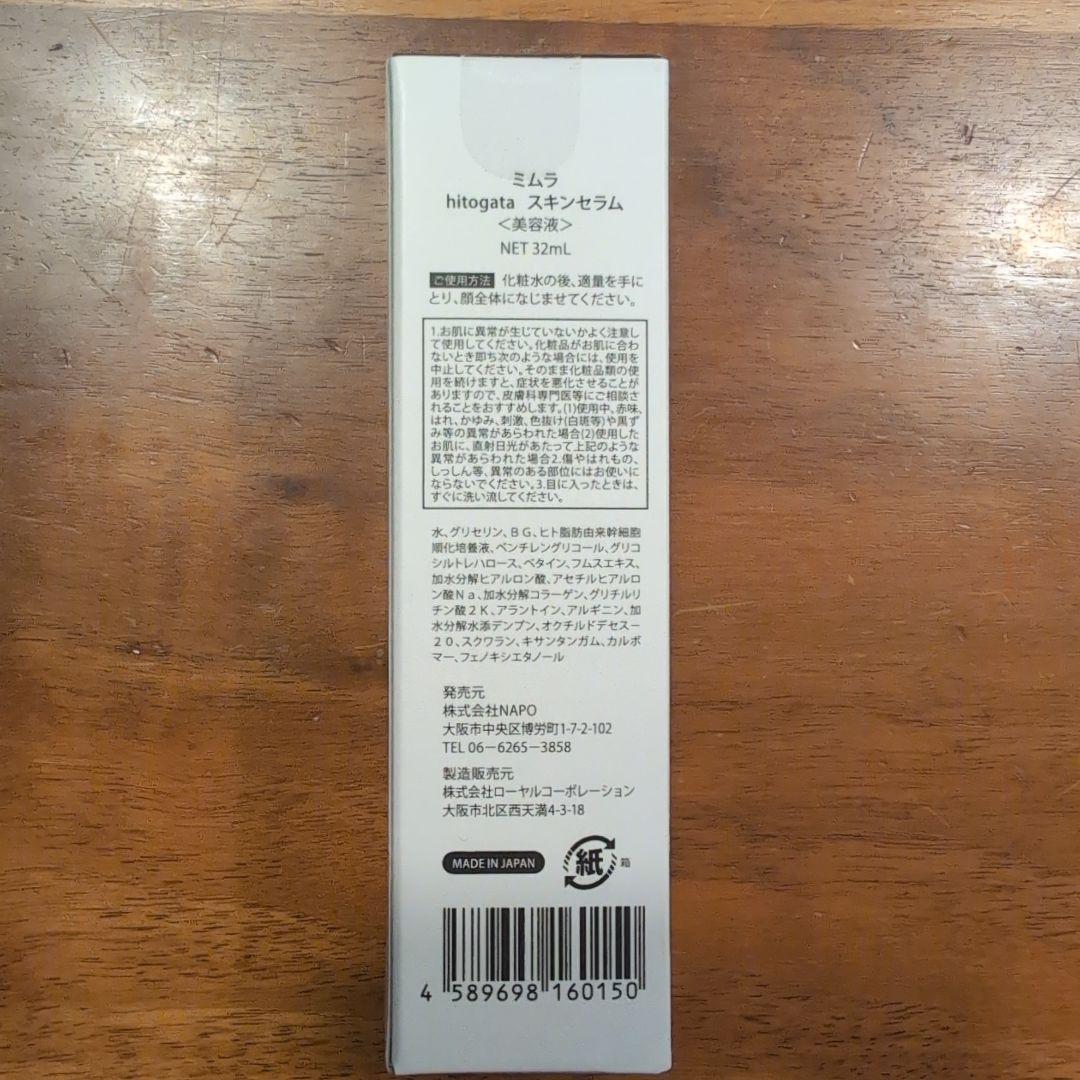 ミムラ
hitogata スキンセラム
＜美容液＞
NET 32mL
ご使用方法 化粧水の後、適量を手に
とり、顔全体になじませてください。
1.お肌に異常が生じていないかよく注意し
て使用してください。化粧品がお肌に合わ
ないとき即ち次のような場合には、使用を
中止してください。そのまま化粧品類の使
用を続けますと、症状を悪化させることが
ありますので、皮膚科専門医等にご相談さ
れることをおすすめします。(1)使用中、赤味、
はれ、かゆみ、刺激、色抜け(白斑等)や黒ず
み等の異常があらわれた場合(2)使用した
お肌に、直射日光があたって上記のような
異常があらわれた場合2.傷やはれもの、
しっしん等、異常のある部位にはお使いに
ならないでください。3.目に入ったときは、
すぐに洗い流してください。
水、グリセリン、ＢＧ、ヒト脂肪由来幹細胞
順化培養液、ペンチレングリコール、グリコ
シルトレハロース、ベタイン、フムスエキス、
加水分解ヒアルロン酸、アセチルヒアルロ
ン酸Ｎａ、加水分解コラーゲン、グリチルリ
チン酸２Ｋ、アラントイン、アルギニン、加
水分解水添デンプン、オクチルドデセスー
２０、スクワラン、キサンタンガム、カルボ
マー、フェノキシエタノール
発売元
株式会社NAPO
大阪市中央区博労町1-7-2-102
TEL 06－6265－3858
製造販売元
株式会社ローヤルコーポレーション
大阪市北区西天満4-3-18
MADE IN JAPAN
紙 箱
4 589698 160150